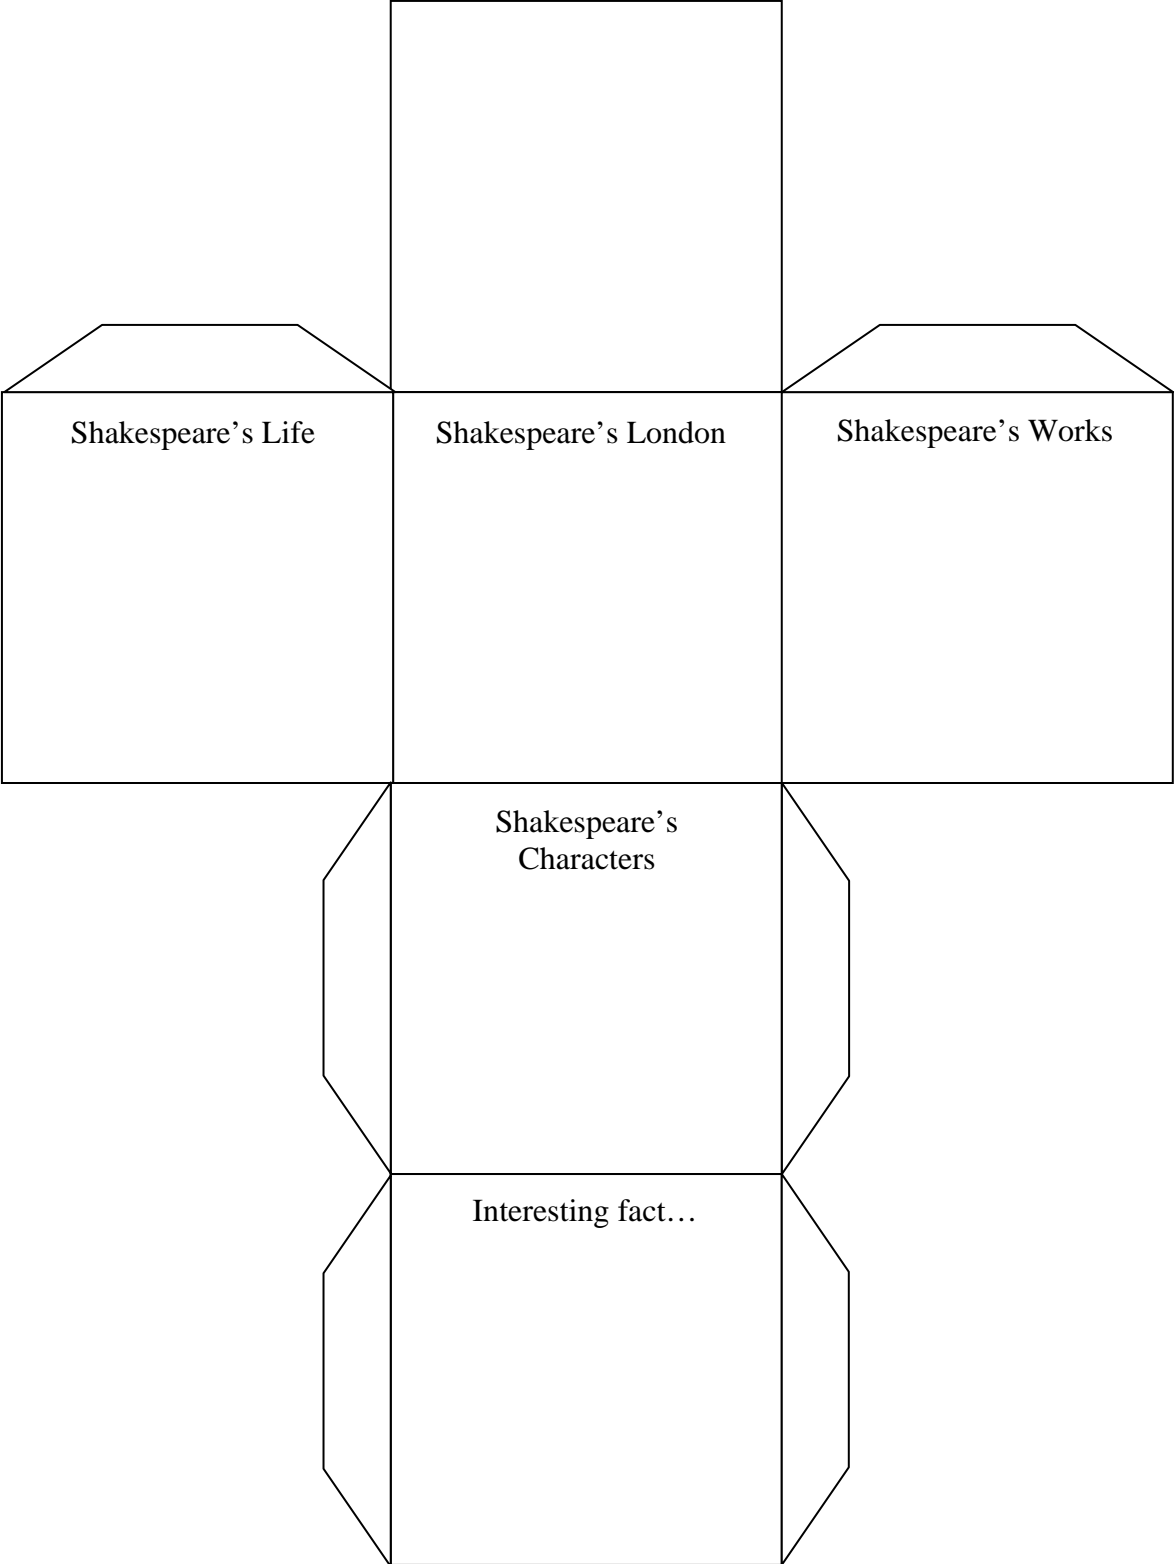 Shakespeare’s Life
Shakespeare’s London
Shakespeare’s Works
Shakespeare’s
Characters
Interesting fact…